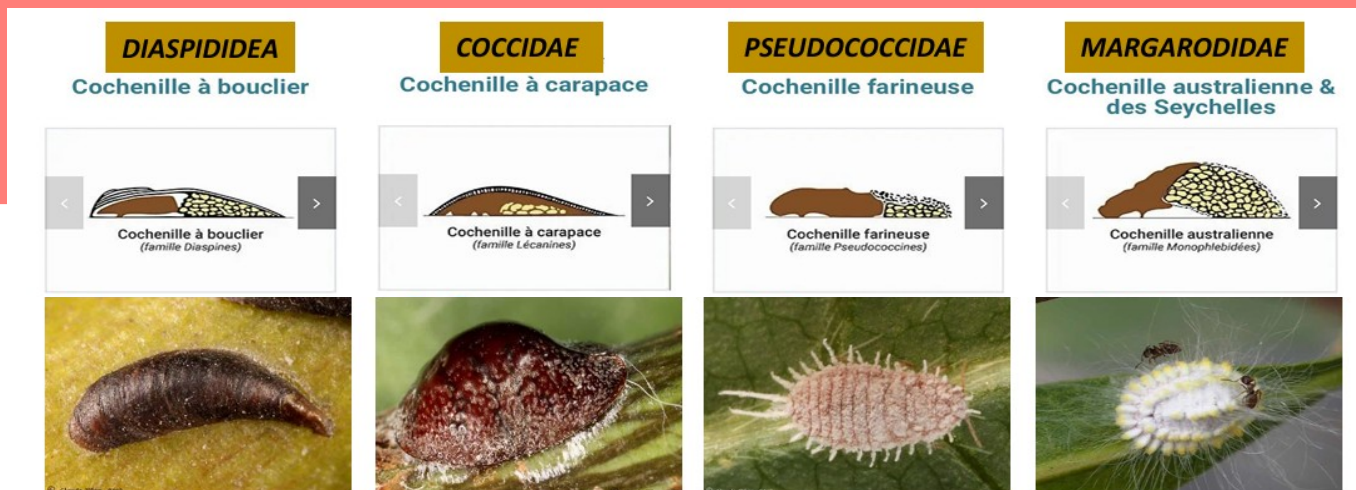 DIASPIDIDEA
Cochenille à bouclier
Cochenille à bouclier
(famille Diaspines)
COCCIDAE
Cochenille à carapace
Cochenille à carapace
(famille Lécanines)
PSEUDOCOCCIDAE
Cochenille farineuse
Cochenille farineuse
(famille Pseudococcines)
MARGARODIDAE
Cochenille australienne &
des Seychelles
Cochenille australienne
(famille Monophlebidées)